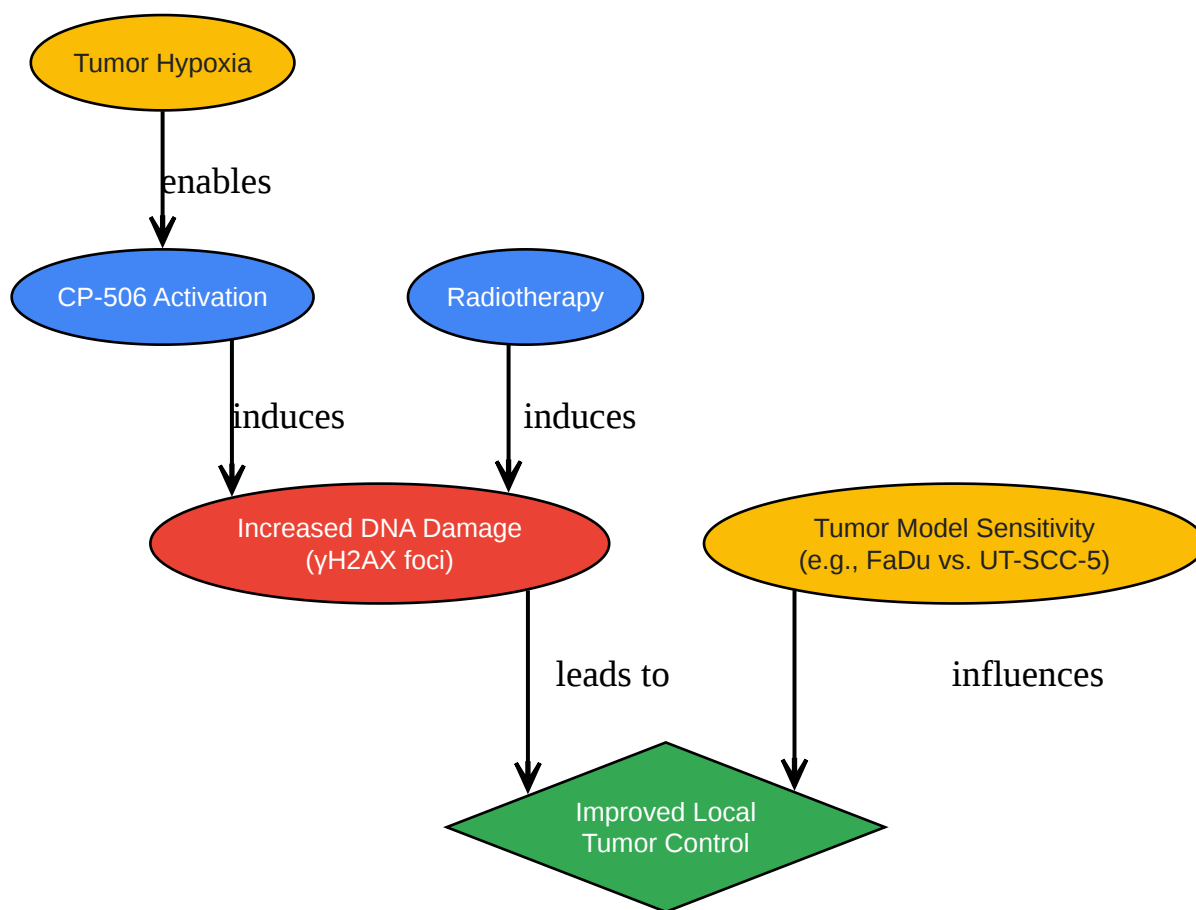 Tumor Hypoxia
enables
CP-506 Activation
Radiotherapy
induces
induces
Increased DNA Damage
(γH2AX foci)
Tumor Model Sensitivity
(e.g., FaDu vs. UT-SCC-5)
leads to
influences
Improved Local
Tumor Control